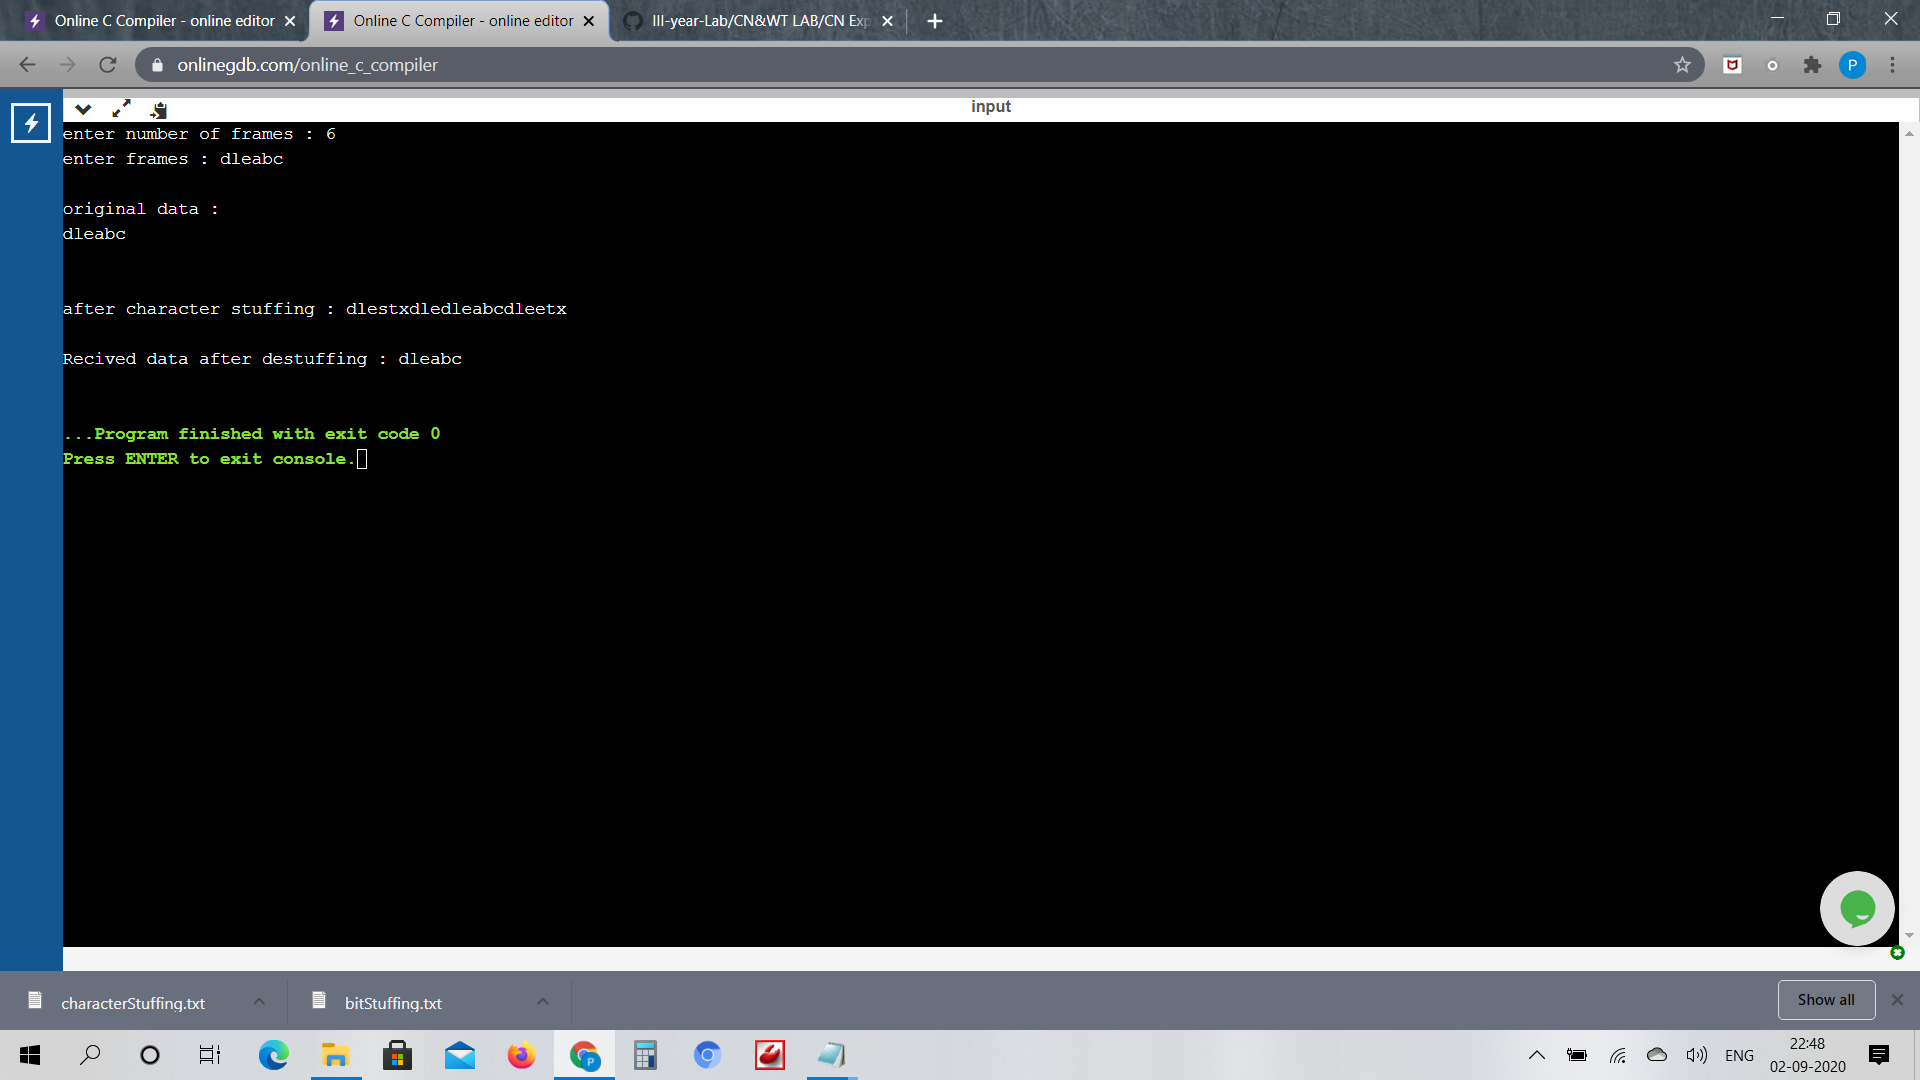 Online C Compiler - online editor
Online C Compiler - online editor
III-year-Lab/CN&WT LAB/CN Exp
onlinegdb.com/online_c_compiler
P
input
enter number of frames : 6
enter frames : dleabc
original data :
dleabc
after character stuffing : dlestxdledleabcdleetx
Recived data after destuffing : dleabc
...Program finished with exit code 0
Press ENTER to exit console.
characterStuffing.txt
bitStuffing.txt
Show all
P
ENG
22:48
02-09-2020